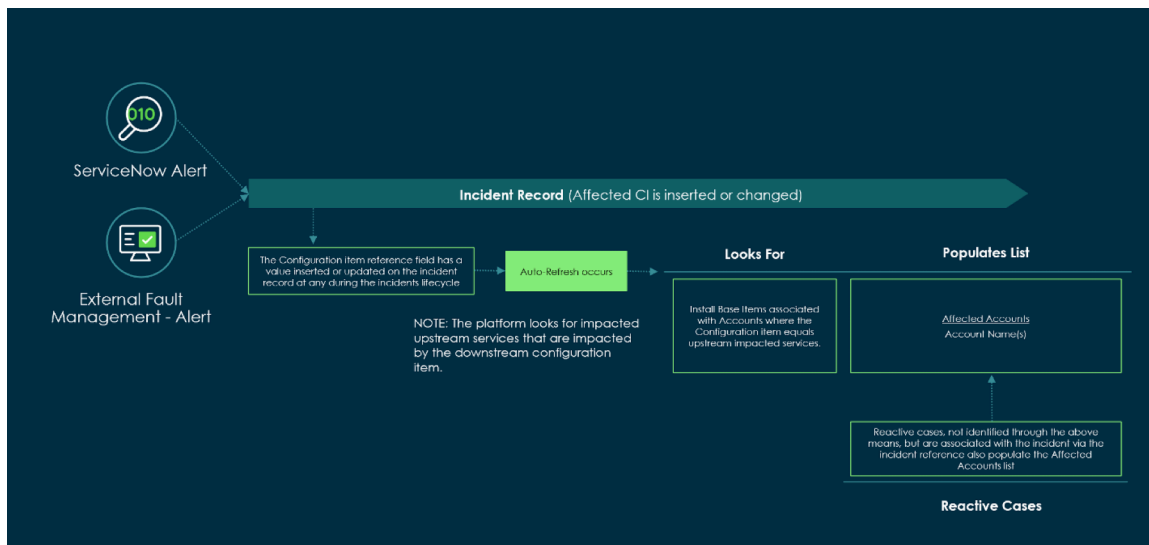 010
ServiceNow Alert
External Fault
Management - Alert
Incident Record (Affected CI is inserted or changed)
The Configuration item reference field has a
value inserted or updated on the incident
record at any during the incidents lifecycle
Auto-Refresh occurs
NOTE: The platform looks for impacted
upstream services that are impacted
by the downstream configuration
item.
Looks For
Install Base Items associated
with Accounts where the
Configuration item equals
upstream impacted services.
Populates List
Affected Accounts
Account Name(s)
Reactive cases, not identified through the above
means, but are associated with the incident via the
incident reference also populate the Affected
Accounts list
Reactive Cases